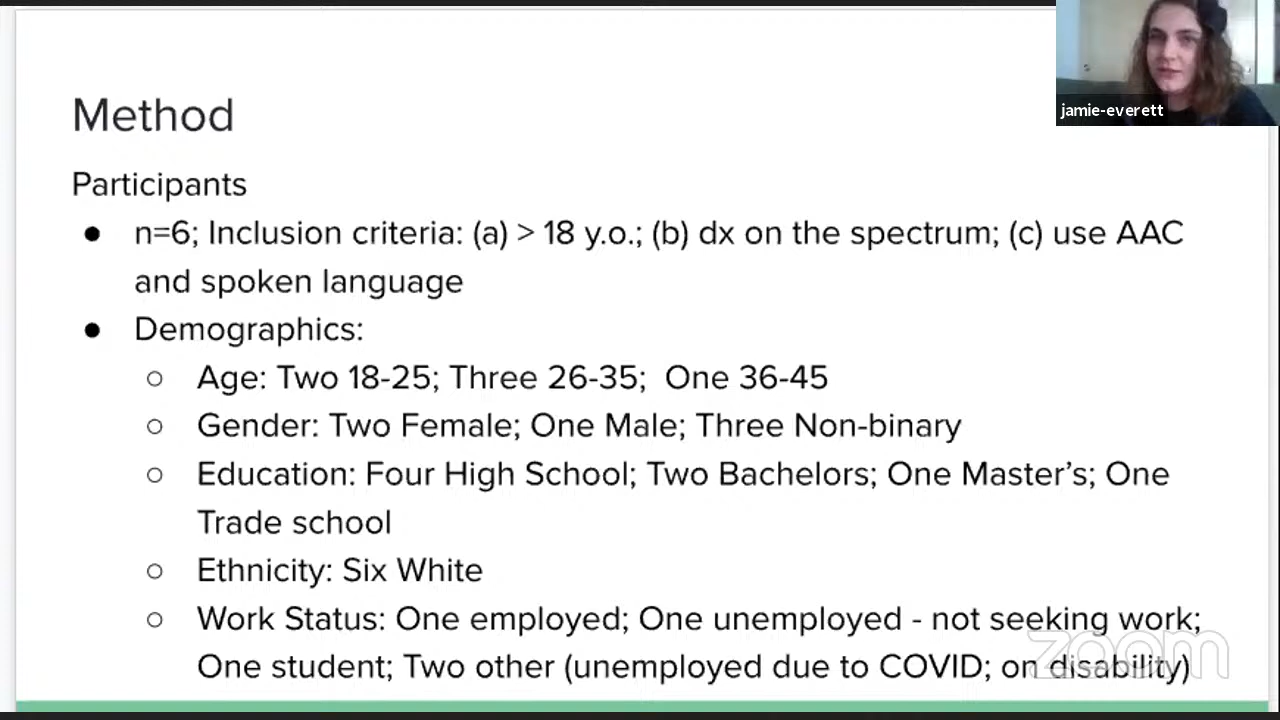 Method
jamie-everett
Participants
● n=6; Inclusion criteria: (a) > 18 y.o.; (b) dx on the spectrum; (c) use AAC
and spoken language
● Demographics:
○ Age: Two 18-25; Three 26-35; One 36-45
○ Gender: Two Female; One Male; Three Non-binary
○ Education: Four High School; Two Bachelors; One Master’s; One
Trade school
○ Ethnicity: Six White
○ Work Status: One employed; One unemployed - not seeking work;
One student; Two other (unemployed due to COVID; on disability)
zoom